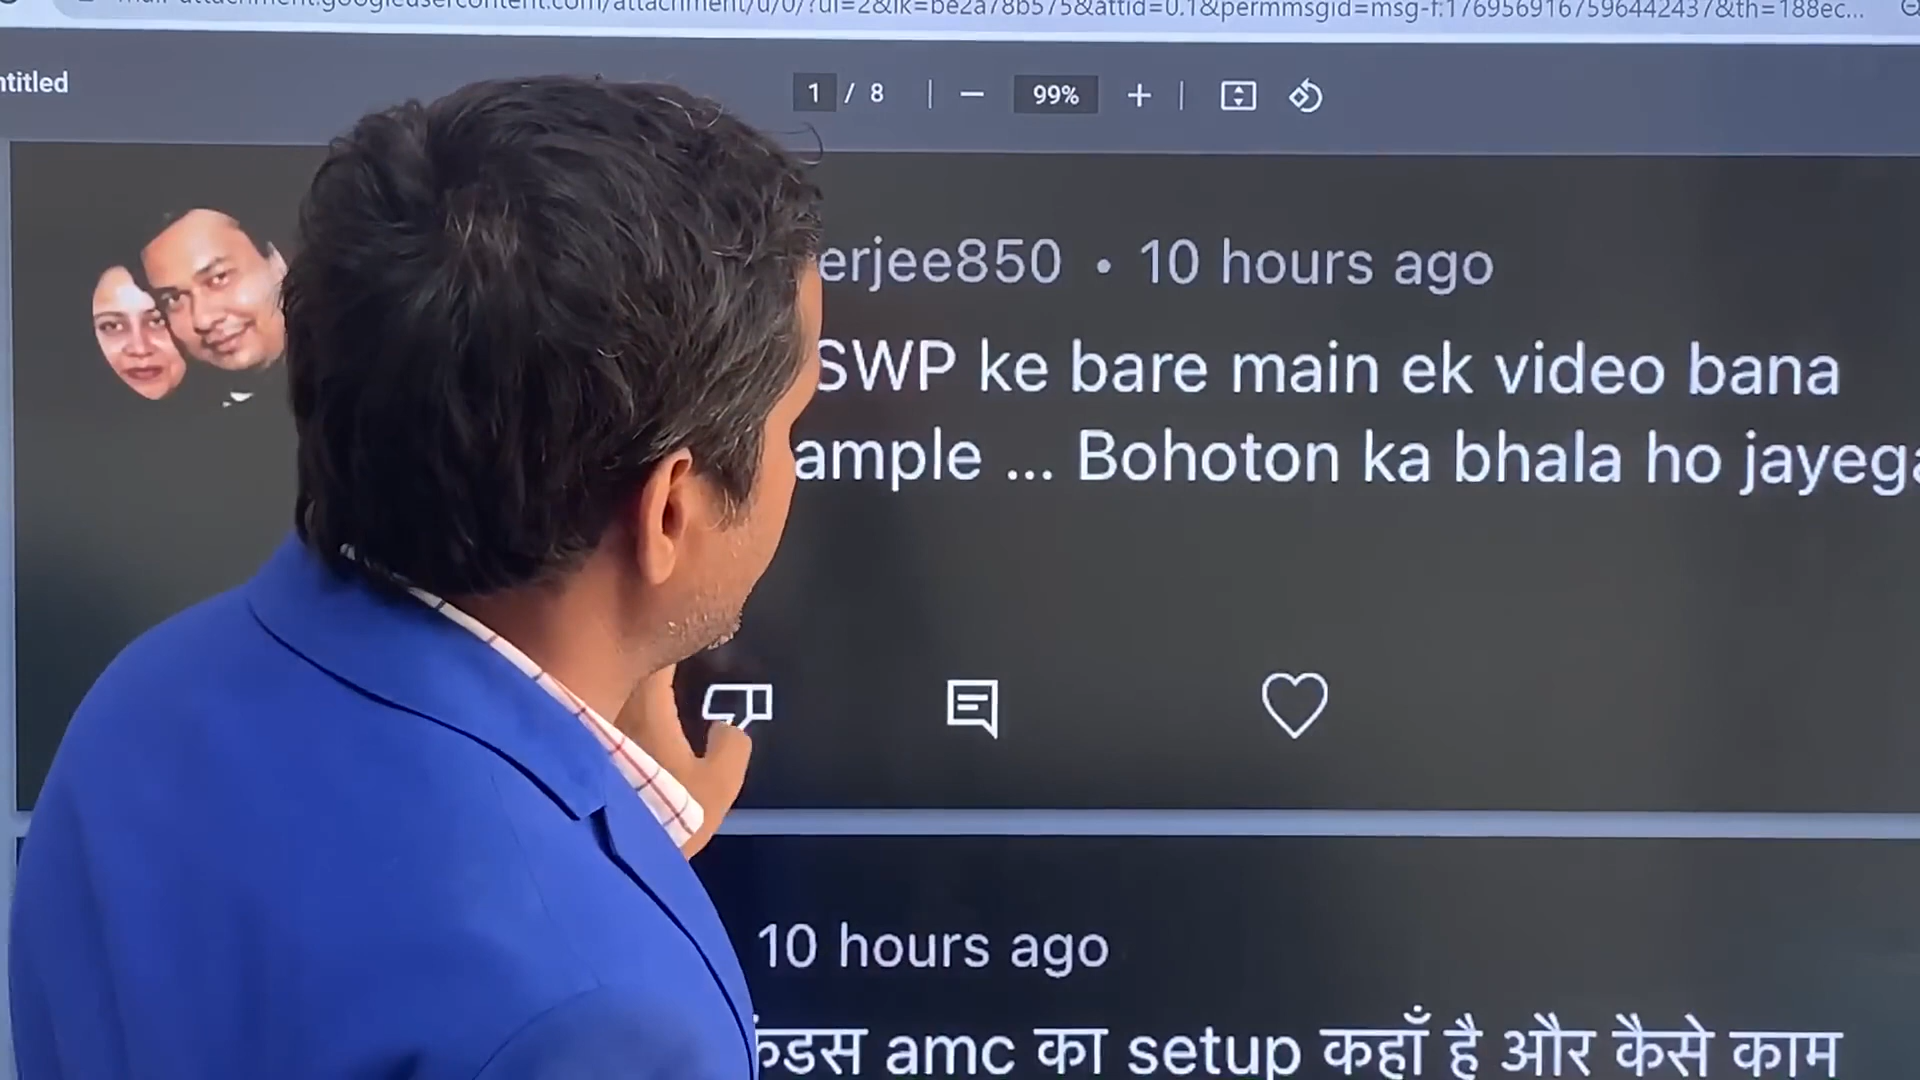 mail-attachment.googleusercontent.com/attachment/u/0/?ui=2&ik=be2a78b575&attid=0.1&permmsgid=msg-f:1769569167596442437&th=188ec...
ntitled
1 / 8 | − 99% + |
erjee850 • 10 hours ago
SWP ke bare main ek video bana
ample ... Bohoton ka bhala ho jayega
10 hours ago
फंडस amc का setup कहाँ है और कैसे काम